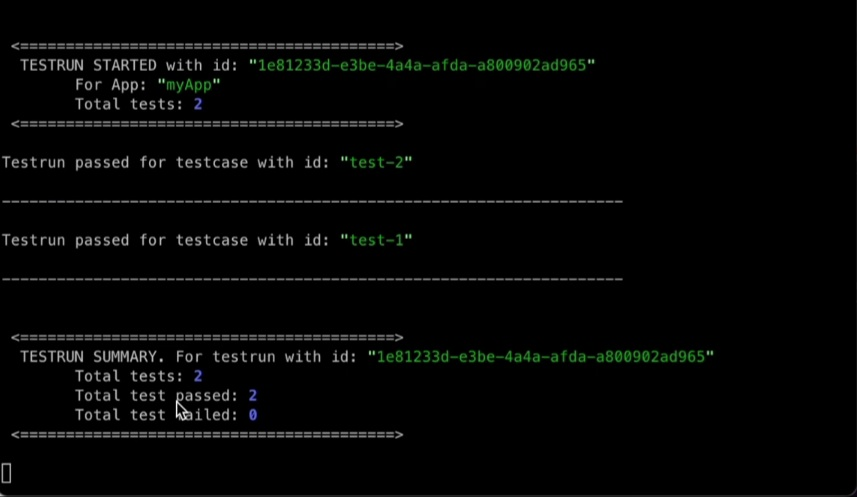 <=========================================>
TESTRUN STARTED with id: "1e81233d-e3be-4a4a-afda-a800902ad965"
For App: "myApp"
Total tests: 2
<=========================================>
Testrun passed for testcase with id: "test-2"
--------------------------------------------------------------------
Testrun passed for testcase with id: "test-1"
--------------------------------------------------------------------
<=========================================>
TESTRUN SUMMARY. For testrun with id: "1e81233d-e3be-4a4a-afda-a800902ad965"
Total tests: 2
Total test passed: 2
Total test failed: 0
<=========================================>